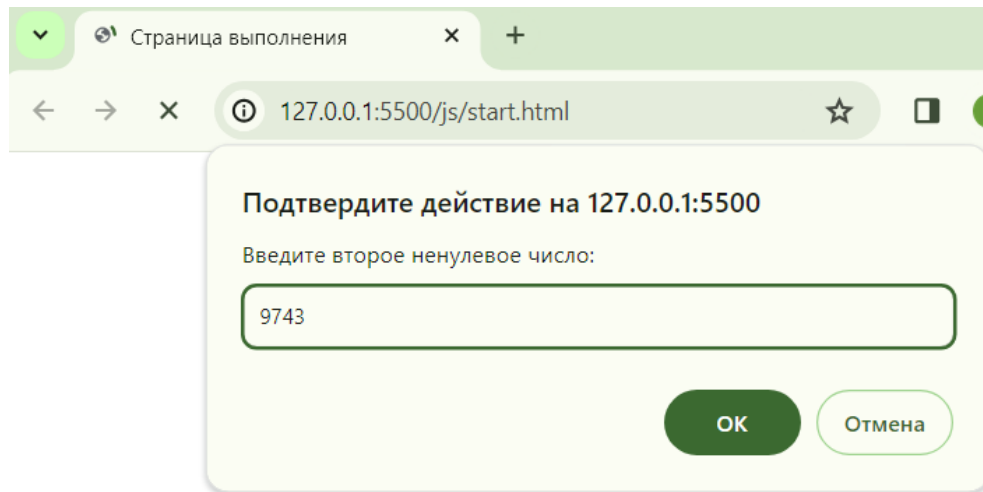 Страница выполнения
127.0.0.1:5500/js/start.html
Подтвердите действие на 127.0.0.1:5500
Введите второе ненулевое число:
9743
ОК Отмена